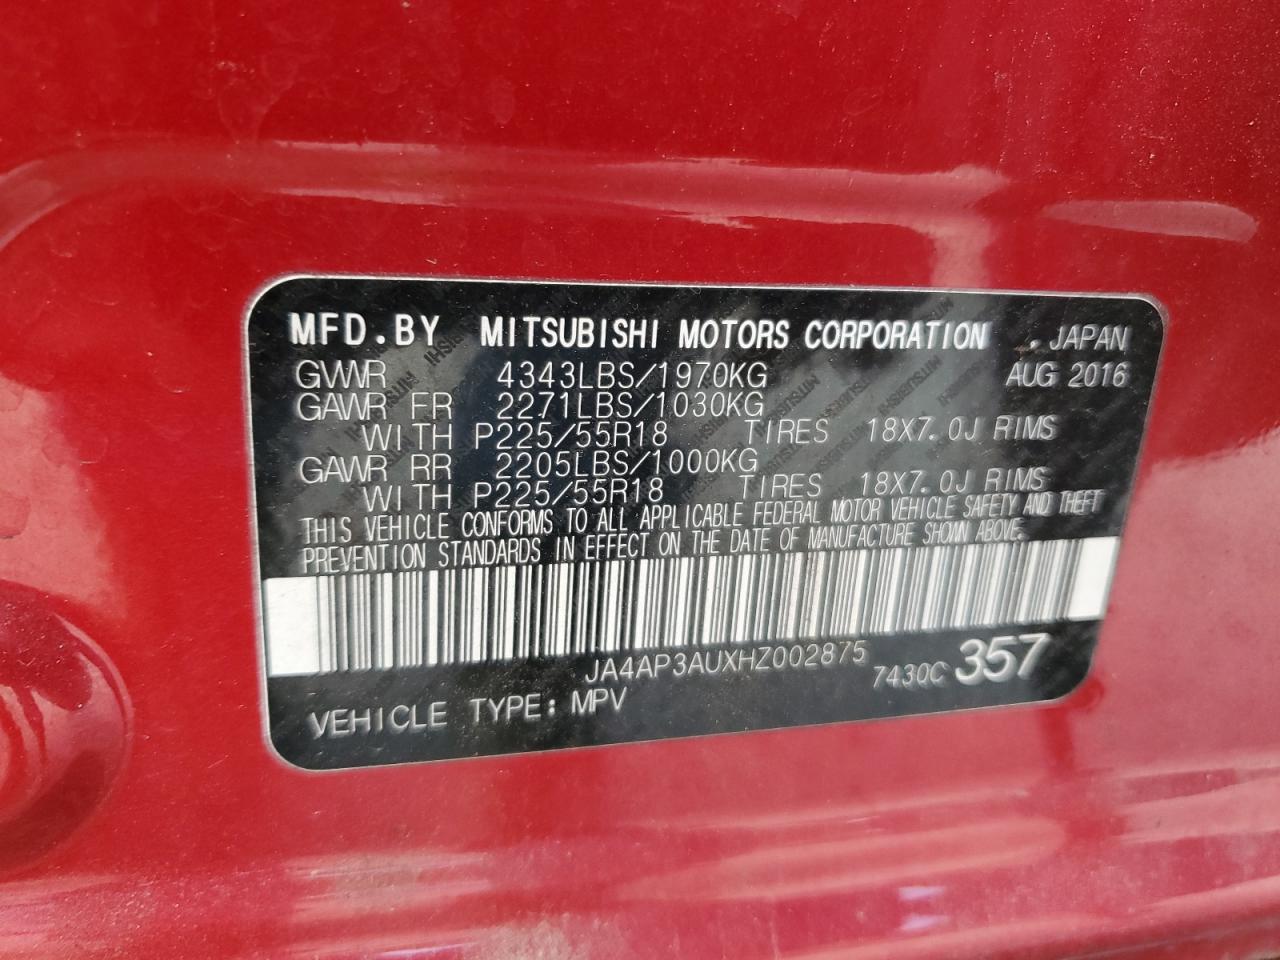 MFD.BY MITSUBISHI MOTORS CORPORATION . JAPAN
GVWR 4343LBS/1970KG AUG 2016
GAWR FR 2271LBS/1030KG
WITH P225/55R18 TIRES 18X7.0J RIMS
GAWR RR 2205LBS/1000KG
WITH P225/55R18 TIRES 18X7.0J RIMS
THIS VEHICLE CONFORMS TO ALL APPLICABLE FEDERAL MOTOR VEHICLE SAFETY AND THEFT
PREVENTION STANDARDS IN EFFECT ON THE DATE OF MANUFACTURE SHOWN ABOVE.
JA4AP3AUXHZ002875 7430C 357
VEHICLE TYPE: MPV